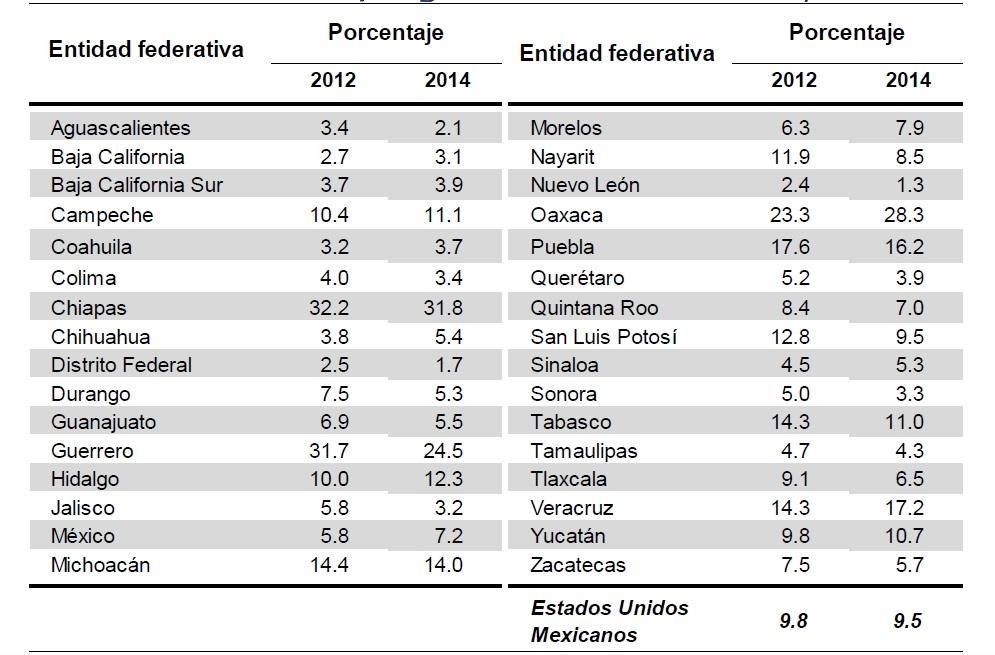 Entidad federativa Porcentaje Entidad federativa Porcentaje
2012 2014 2012 2014
Aguascalientes 3.4 2.1 Morelos 6.3 7.9
Baja California 2.7 3.1 Nayarit 11.9 8.5
Baja California Sur 3.7 3.9 Nuevo León 2.4 1.3
Campeche 10.4 11.1 Oaxaca 23.3 28.3
Coahuila 3.2 3.7 Puebla 17.6 16.2
Colima 4.0 3.4 Querétaro 5.2 3.9
Chiapas 32.2 31.8 Quintana Roo 8.4 7.0
Chihuahua 3.8 5.4 San Luis Potosí 12.8 9.5
Distrito Federal 2.5 1.7 Sinaloa 4.5 5.3
Durango 7.5 5.3 Sonora 5.0 3.3
Guanajuato 6.9 5.5 Tabasco 14.3 11.0
Guerrero 31.7 24.5 Tamaulipas 4.7 4.3
Hidalgo 10.0 12.3 Tlaxcala 9.1 6.5
Jalisco 5.8 3.2 Veracruz 14.3 17.2
México 5.8 7.2 Yucatán 9.8 10.7
Michoacán 14.4 14.0 Zacatecas 7.5 5.7
Estados Unidos
Mexicanos 9.8 9.5